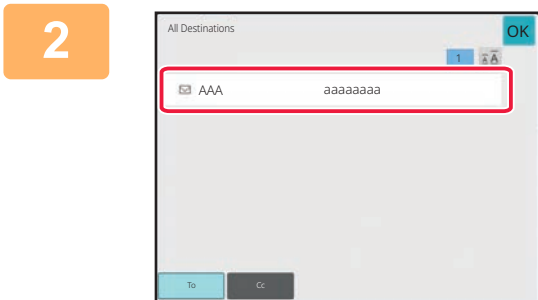 2
All Destinations
OK
1 A A
AAA aaaaaaaa
To Cc